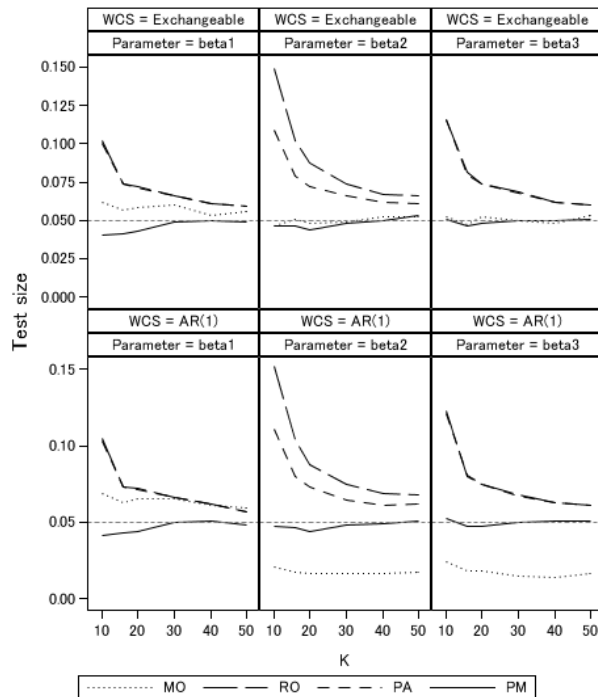 WCS = Exchangeable WCS = Exchangeable WCS = Exchangeable
Parameter = beta1 Parameter = beta2 Parameter = beta3
0.150
0.125
0.100
0.075
0.050
0.025
0.000
Test size
WCS = AR(1) WCS = AR(1) WCS = AR(1)
Parameter = beta1 Parameter = beta2 Parameter = beta3
0.15
0.10
0.05
0.00
10 20 30 40 50 10 20 30 40 50 10 20 30 40 50
K
MO RO PA PM